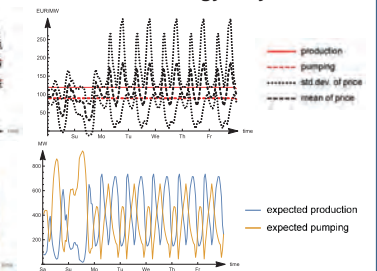 EUR/MW
300
250
200
150
100
50
Su Mo Tu We Th Fr
time
production
pumping
std.dev. of price
mean of price
MW
800
600
400
200
Sa Su Mo Tu We Th Fr
time
expected production
expected pumping